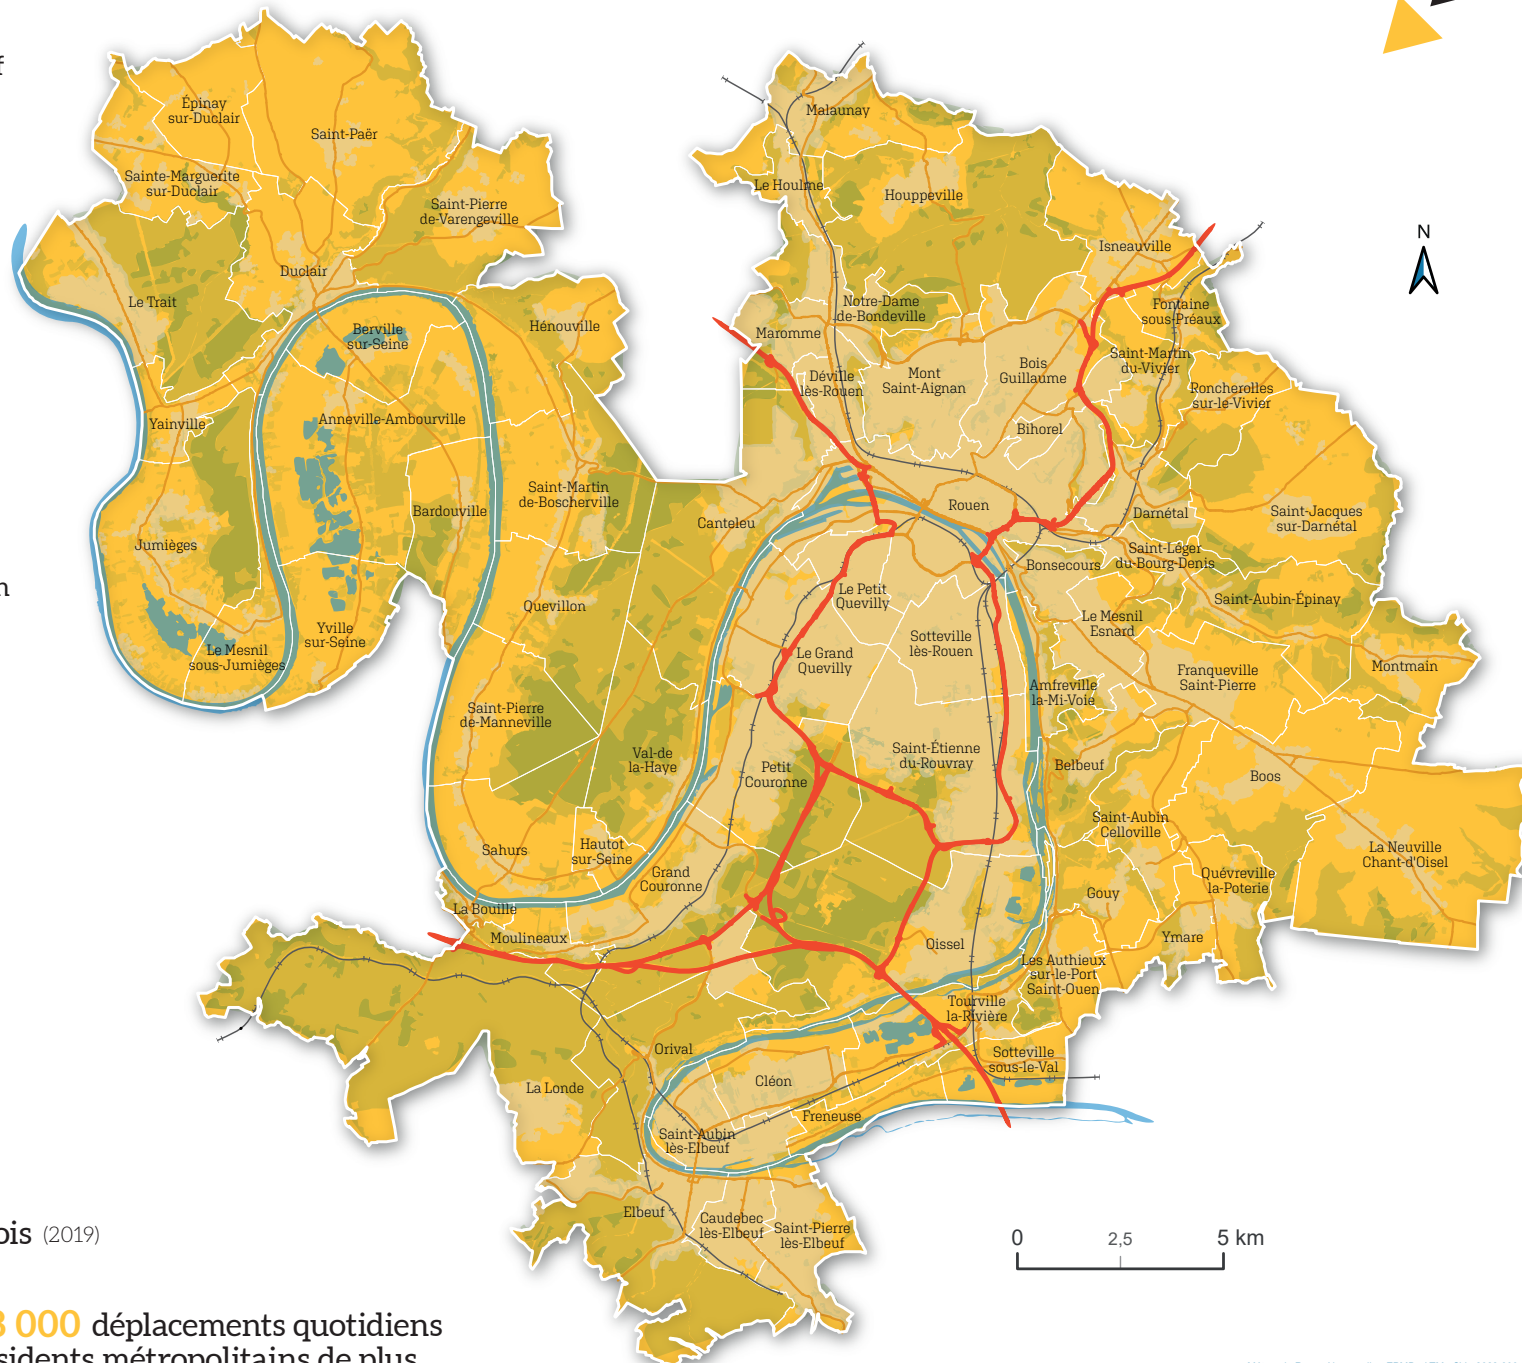 Épinay
sur-Duclair
Saint-Paër
Sainte-Marguerite
sur-Duclair
Saint-Pierre
de-Varengeville
Duclair
Le Trait
Berville
sur-Seine
Hénouville
Yainville
Anneville-Ambourville
Saint-Martin
de-Boscherville
Bardouville
Jumièges
Quevillon
Yville
sur-Seine
Le Mesnil
sous-Jumièges
Saint-Pierre
de-Manneville
Val-de
la-Haye
Sahurs
Hautot
sur-Seine
La Bouille
Moulineaux
Grand
Couronne
Malaunay
Le Houlme
Houppeville
Isneauville
N
Notre-Dame
de-Bondeville
Fontaine
sous-Préaux
Maromme
Déville
lès-Rouen
Mont
Saint-Aignan
Bois
Guillaume
Saint-Martin
du-Vivier
Roncherolles
sur-le-Vivier
Bihorel
Canteleu
Rouen
Darnétal
Saint-Jacques
sur-Darnétal
Bonsecours
Saint-Léger
du-Bourg-Denis
Le Petit
Quevilly
Saint-Aubin-Épinay
Le Mesnil
Esnard
Sotteville
lès-Rouen
Le Grand
Quevilly
Franqueville
Saint-Pierre
Montmain
Amfreville
la-Mi-Voie
Petit
Couronne
Saint-Étienne
du-Rouvray
Belbeuf
Boos
Saint-Aubin
Celloville
La Neuville
Chant-d'Oisel
Gouy
Quévreville
la-Poterie
Ymare
Oissel
Les Authieux
sur-le-Port
Saint-Ouen
Tourville
la-Rivière
Sotteville
sous-le-Val
Orival
Cléon
La Londe
Freneuse
Saint-Aubin
lès-Elbeuf
Elbeuf
Caudebec
lès-Elbeuf
Saint-Pierre
lès-Elbeuf
0 2,5 5 km
ois (2019)
8 000 déplacements quotidiens
sidents métropolitains de plus